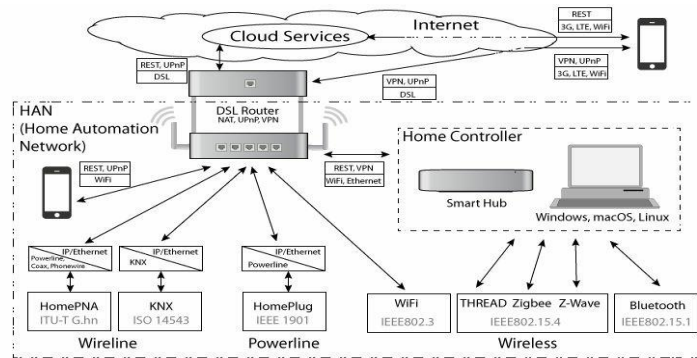 Internet
Cloud Services
REST
3G, LTE, WiFi
VPN, UPnP
3G, LTE, WiFi
REST, UPnP
DSL
VPN, UPnP
DSL
HAN
(Home Automation
Network)
DSL Router
NAT, UPnP, VPN
REST, UPnP
WiFi
REST, VPN
WiFi, Ethernet
Home Controller
Smart Hub
Windows, macOS, Linux
IP/Ethernet
Powerline,
Coax, Phonewire
IP/Ethernet
KNX
IP/Ethernet
Powerline
HomePNA
ITU-T G.hn
KNX
ISO 14543
HomePlug
IEEE 1901
WiFi
IEEE802.3
THREAD Zigbee Z-Wave
IEEE802.15.4
Bluetooth
IEEE802.15.1
Wireline
Powerline
Wireless